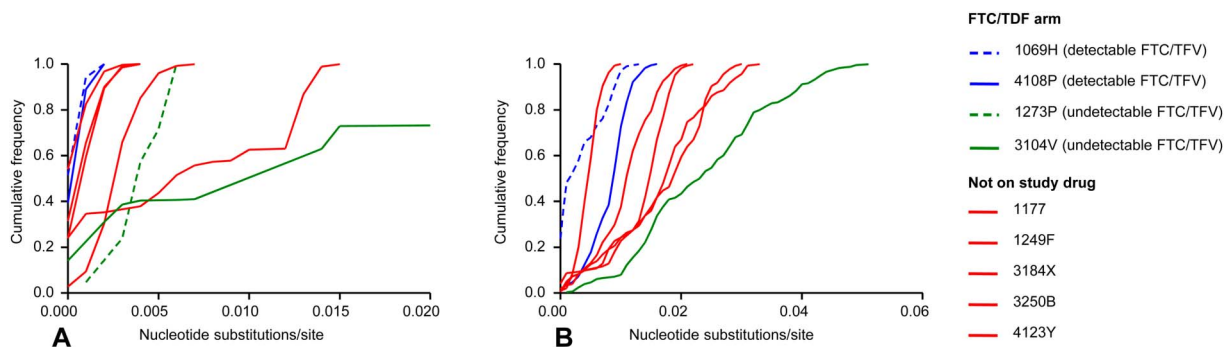 FTC/TDF arm
1069H (detectable FTC/TFV)
4108P (detectable FTC/TFV)
1273P (undetectable FTC/TFV)
3104V (undetectable FTC/TFV)
Not on study drug
1177
1249F
3184X
3250B
4123Y
Cumulative frequency
1.0
0.8
0.6
0.4
0.2
0.0
0.000 0.005 0.010 0.015 0.020
A Nucleotide substitutions/site
Cumulative frequency
1.0
0.8
0.6
0.4
0.2
0.0
0.00 0.02 0.04 0.06
B Nucleotide substitutions/site